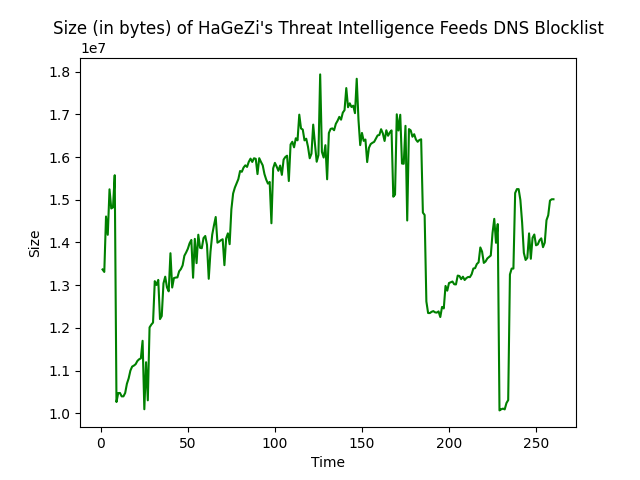 Size (in bytes) of HaGeZi's Threat Intelligence Feeds DNS Blocklist
1e7
1.8
1.7
1.6
1.5
1.4
1.3
1.2
1.1
1.0
Size
0 50 100 150 200 250
Time